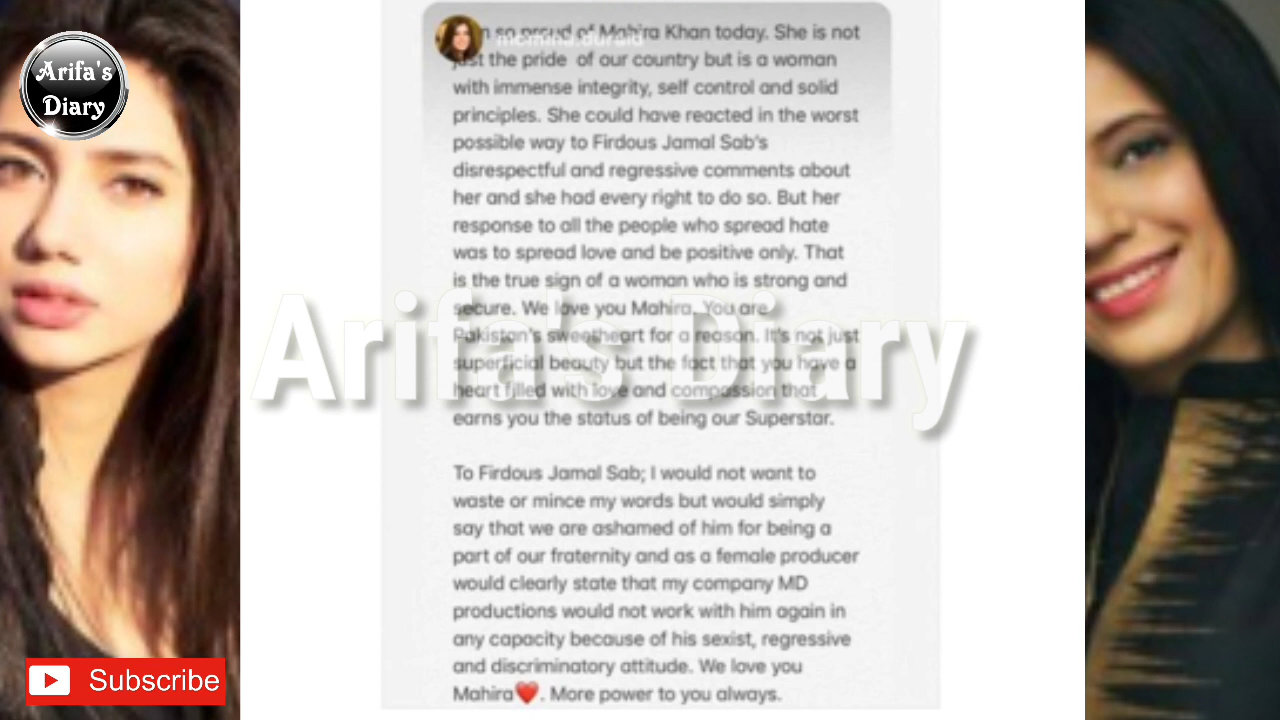 Arifa's
Diary
momina.duraid
so proud of Mahira Khan today. She is not
just the pride of our country but is a woman
with immense integrity, self control and solid
principles. She could have reacted in the worst
possible way to Firdous Jamal Sab's
disrespectful and regressive comments about
her and she had every right to do so. But her
response to all the people who spread hate
was to spread love and be positive only. That
is the true sign of a woman who is strong and
secure. We love you Mahira. You are
Pakistan's sweetheart for a reason. It's not just
superficial beauty but the fact that you have a
heart filled with love and compassion that
earns you the status of being our Superstar.
Arifa's Diary
To Firdous Jamal Sab; I would not want to
waste or mince my words but would simply
say that we are ashamed of him for being a
part of our fraternity and as a female producer
would clearly state that my company MD
productions would not work with him again in
any capacity because of his sexist, regressive
and discriminatory attitude. We love you
Mahira❤️. More power to you always.
Subscribe